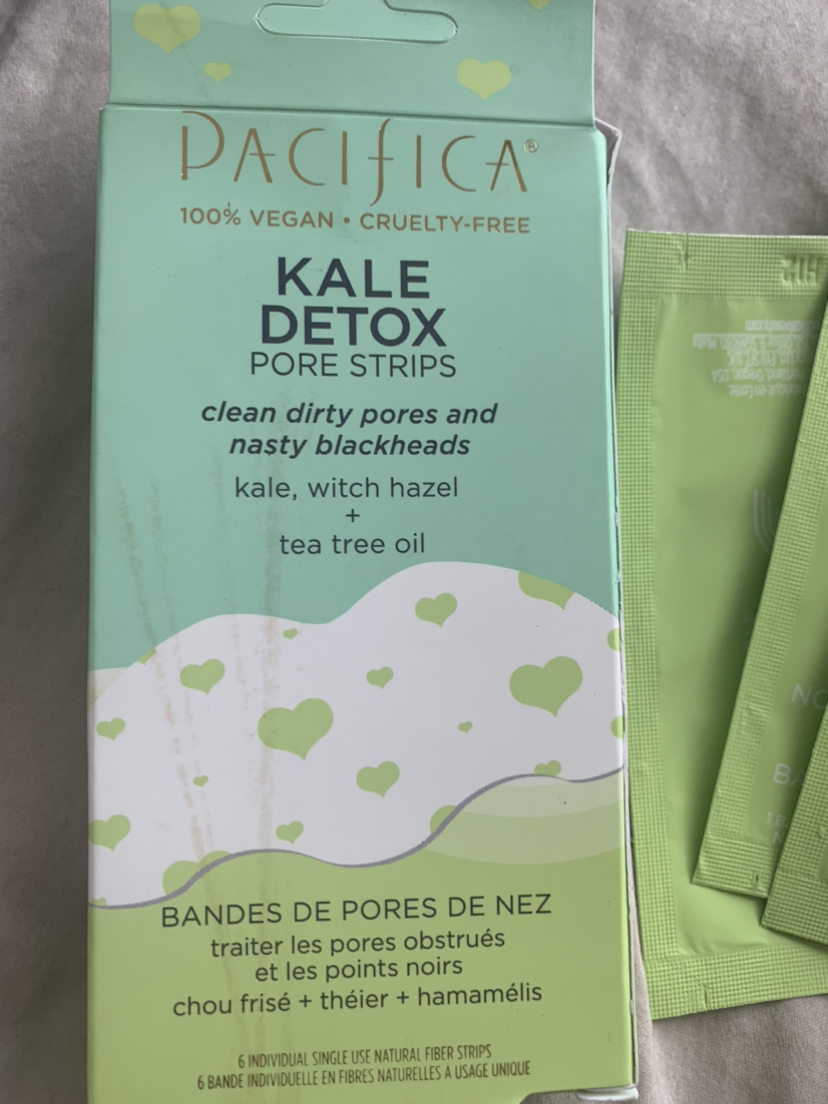 PACIFICA®
100% VEGAN • CRUELTY-FREE
KALE
DETOX
PORE STRIPS
clean dirty pores and
nasty blackheads
kale, witch hazel
+
tea tree oil
BANDES DE PORES DE NEZ
traiter les pores obstrués
et les points noirs
chou frisé + théier + hamamélis
6 INDIVIDUAL SINGLE USE NATURAL FIBER STRIPS
6 BANDE INDIVIDUELLE EN FIBRES NATURELLES À USAGE UNIQUE